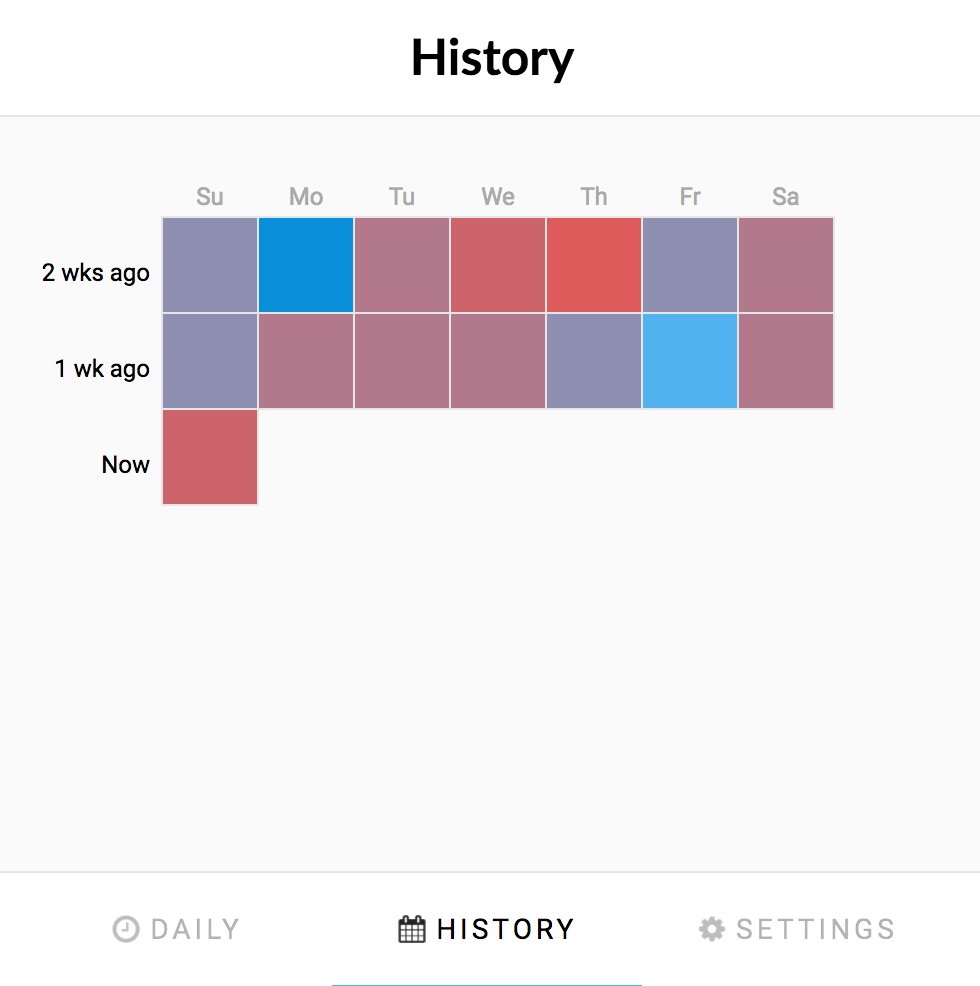 History
Su Mo Tu We Th Fr Sa
2 wks ago
1 wk ago
Now
DAILY HISTORY SETTINGS